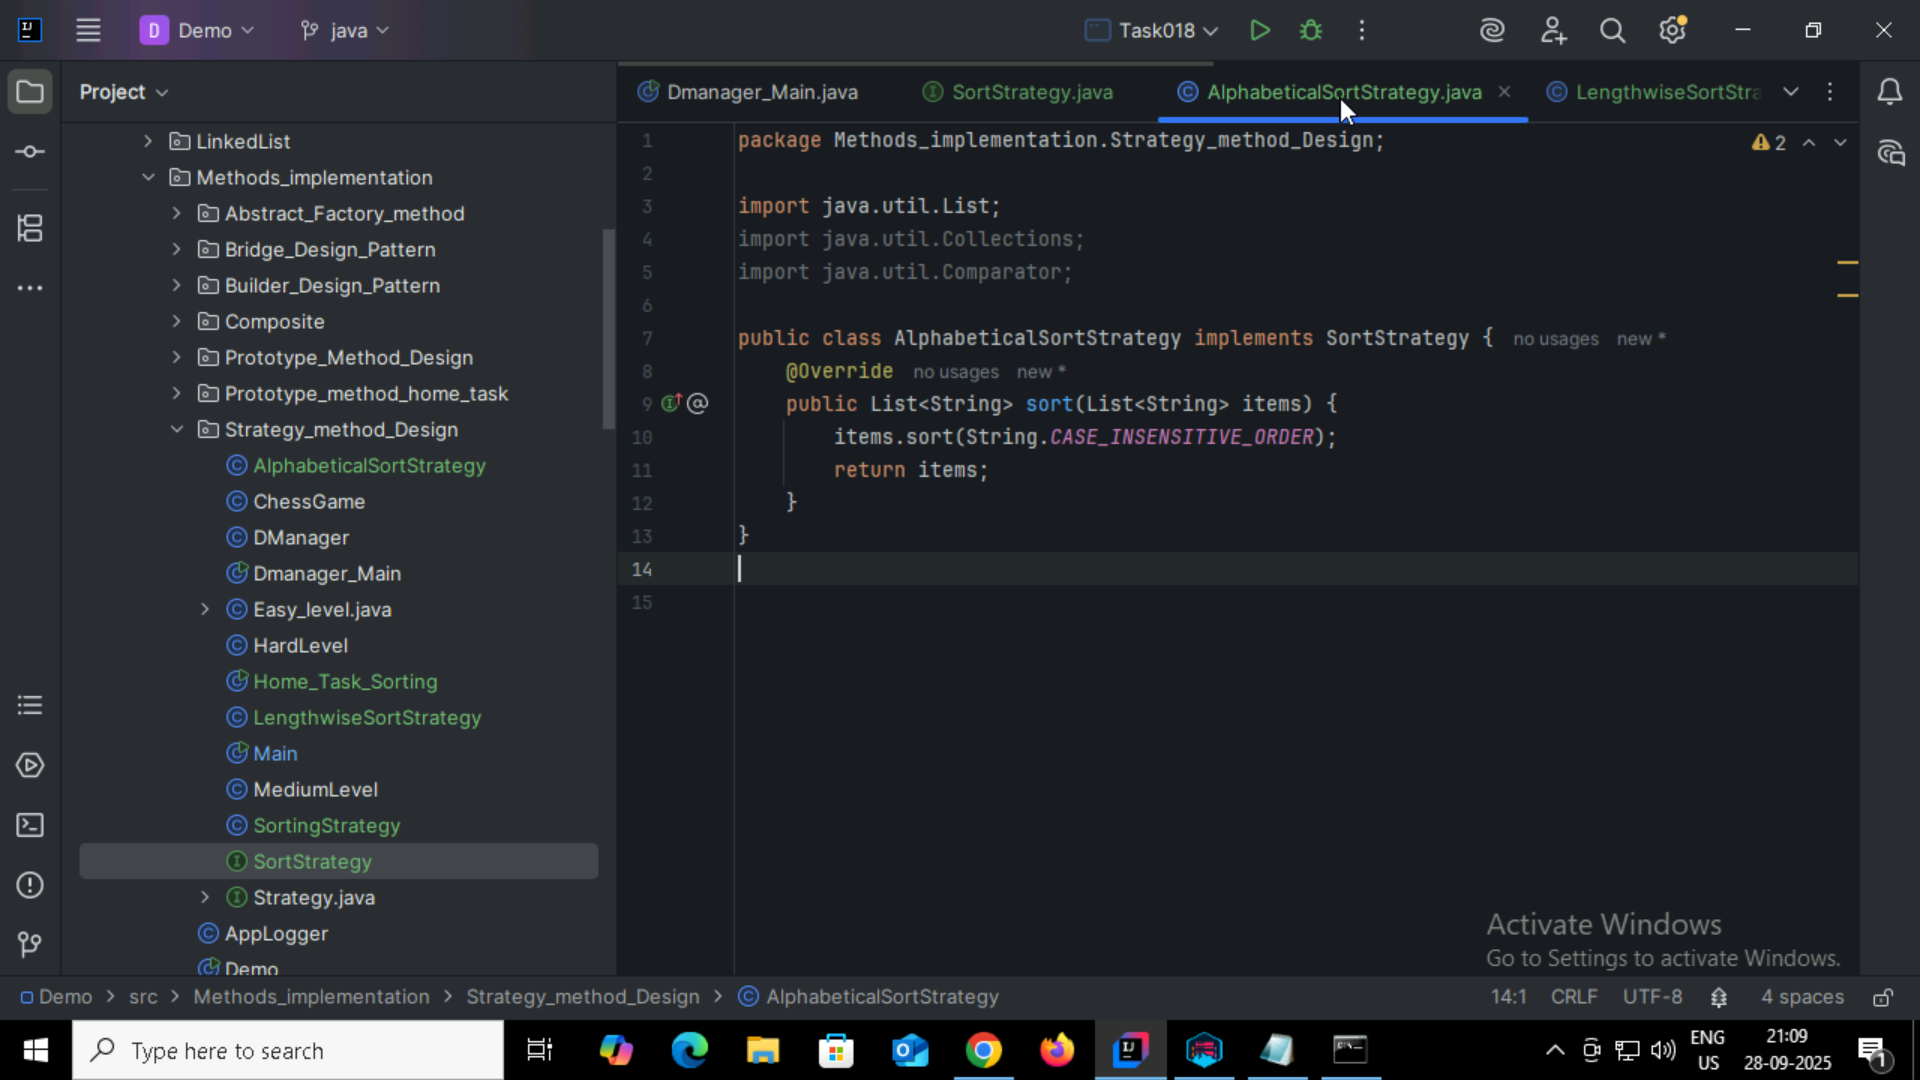 D Demo java Task018
Project
Dmanager_Main.java SortStrategy.java AlphabeticalSortStrategy.java LengthwiseSortStra
LinkedList
Methods_implementation
Abstract_Factory_method
Bridge_Design_Pattern
Builder_Design_Pattern
Composite
Prototype_Method_Design
Prototype_method_home_task
Strategy_method_Design
AlphabeticalSortStrategy
ChessGame
DManager
Dmanager_Main
Easy_level.java
HardLevel
Home_Task_Sorting
LengthwiseSortStrategy
Main
MediumLevel
SortingStrategy
SortStrategy
Strategy.java
AppLogger
Demo
1 package Methods_implementation.Strategy_method_Design;
2
3 import java.util.List;
4 import java.util.Collections;
5 import java.util.Comparator;
6
7 public class AlphabeticalSortStrategy implements SortStrategy { no usages new *
8 @Override no usages new *
9 public List<String> sort(List<String> items) {
10 items.sort(String.CASE_INSENSITIVE_ORDER);
11 return items;
12 }
13 }
14
15
2
Activate Windows
Go to Settings to activate Windows.
Demo > src > Methods_implementation > Strategy_method_Design > AlphabeticalSortStrategy 14:1 CRLF UTF-8 4 spaces
Type here to search
ENG
US
21:09
28-09-2025
1